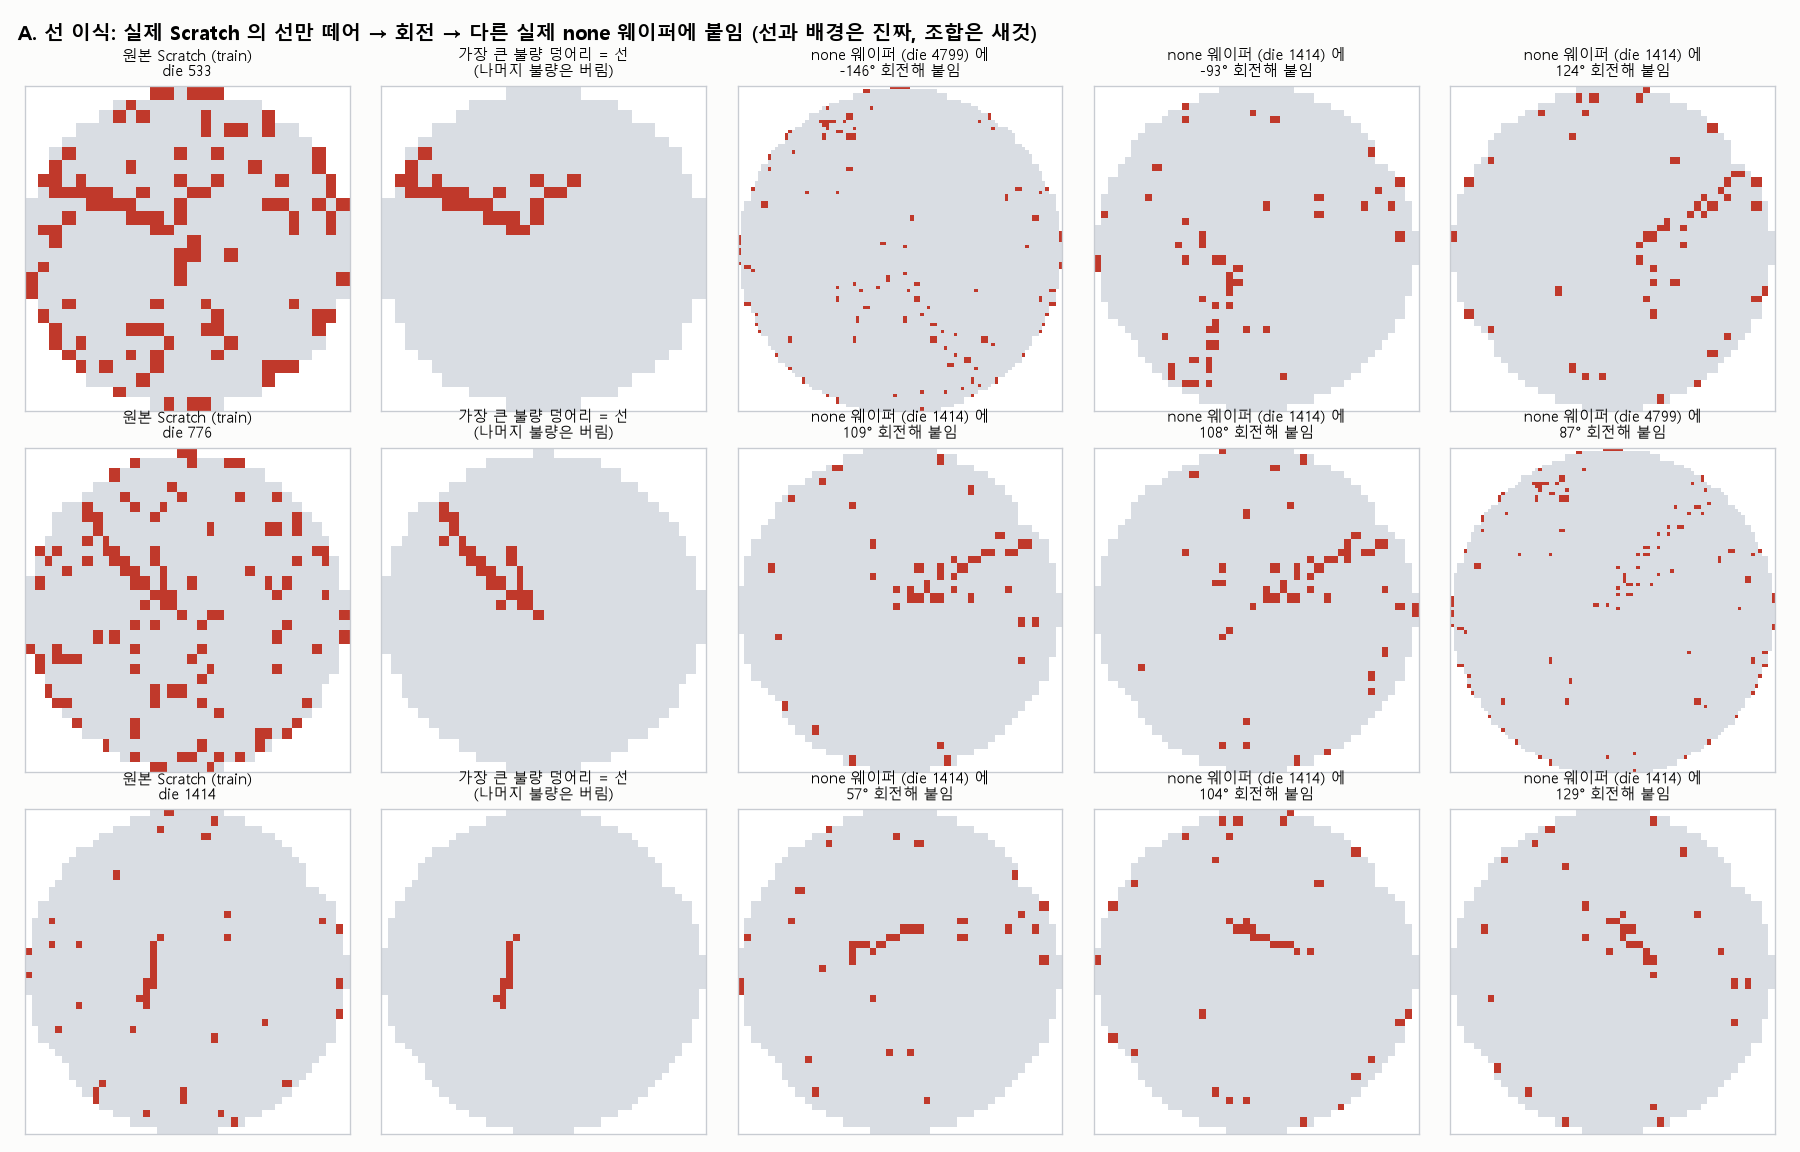 A. 선 이식: 실제 Scratch 의 선만 떼어 → 회전 → 다른 실제 none 웨이퍼에 붙임 (선과 배경은 진짜, 조합은 새것)
원본 Scratch (train)
die 533
가장 큰 불량 덩어리 = 선
(나머지 불량은 버림)
none 웨이퍼 (die 4799) 에
-146° 회전해 붙임
none 웨이퍼 (die 1414) 에
-93° 회전해 붙임
none 웨이퍼 (die 1414) 에
124° 회전해 붙임
원본 Scratch (train)
die 776
가장 큰 불량 덩어리 = 선
(나머지 불량은 버림)
none 웨이퍼 (die 1414) 에
109° 회전해 붙임
none 웨이퍼 (die 1414) 에
108° 회전해 붙임
none 웨이퍼 (die 4799) 에
87° 회전해 붙임
원본 Scratch (train)
die 1414
가장 큰 불량 덩어리 = 선
(나머지 불량은 버림)
none 웨이퍼 (die 1414) 에
57° 회전해 붙임
none 웨이퍼 (die 1414) 에
104° 회전해 붙임
none 웨이퍼 (die 1414) 에
129° 회전해 붙임